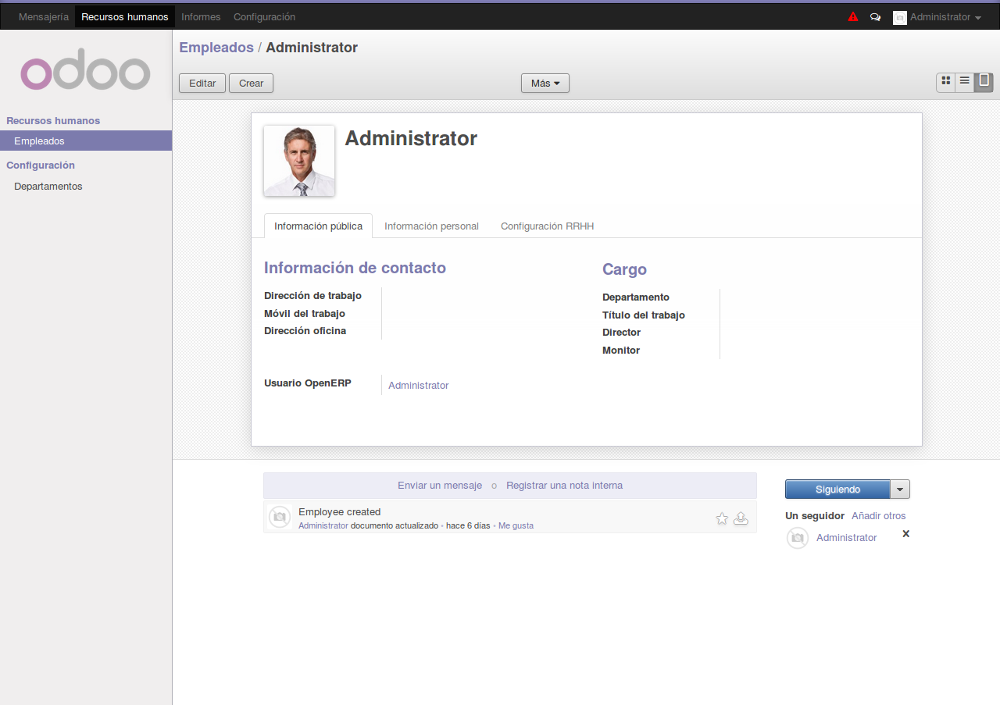 Mensajería Recursos humanos Informes Configuración Administrator
odoo
Empleados / Administrator
Editar Crear Más
Recursos humanos
Empleados
Configuración
Departamentos
Administrator
Información pública Información personal Configuración RRHH
Información de contacto
Dirección de trabajo
Móvil del trabajo
Dirección oficina
Cargo
Departamento
Título del trabajo
Director
Monitor
Usuario OpenERP Administrator
Enviar un mensaje o Registrar una nota interna
Employee created
Administrator documento actualizado • hace 6 días • Me gusta
Siguiendo
Un seguidor Añadir otros
Administrator x